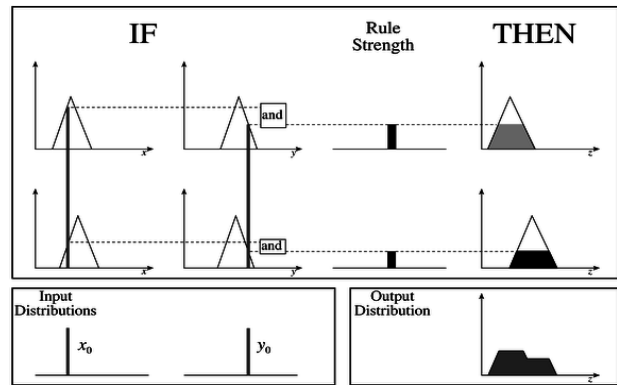 IF
Rule
Strength
THEN
and
x
y
z
and
x
y
z
Input
Distributions
x₀
y₀
Output
Distribution
z